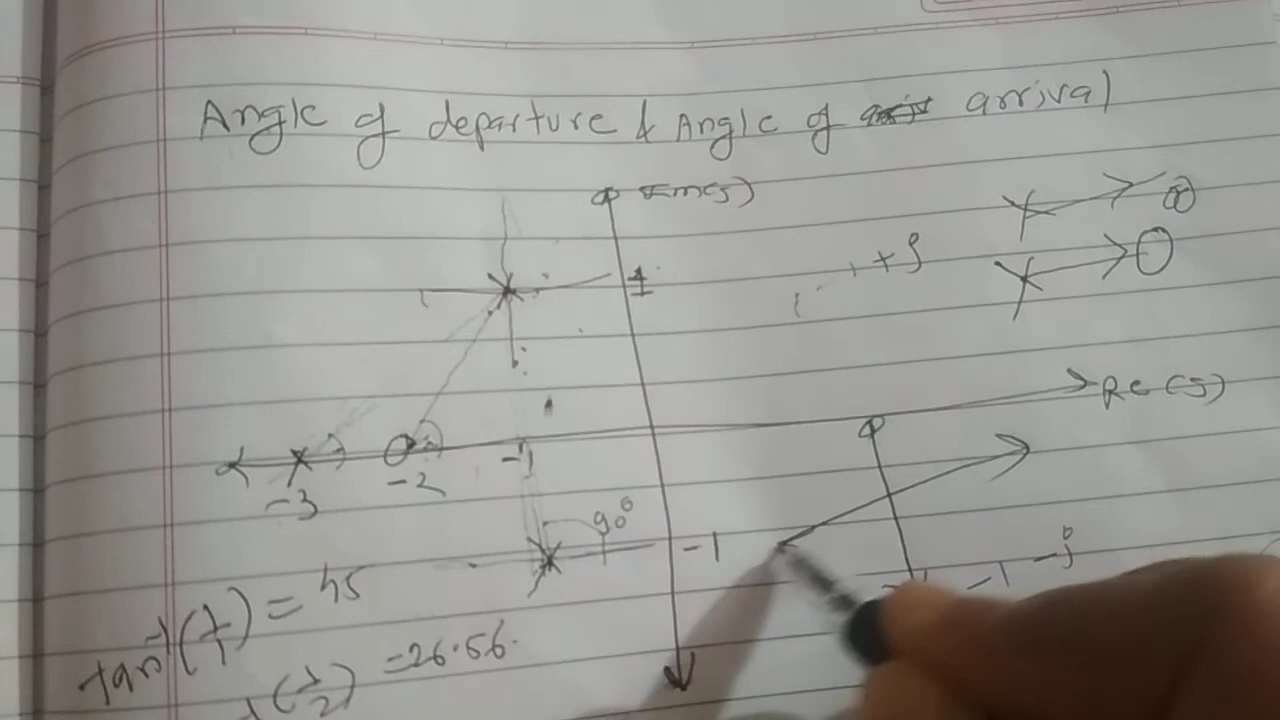 Angle of departure & Angle of arrival
Im(s)
1
+j
Re(s)
-3
-2
-1
90°
-1
-1-j
tan⁻¹(1/1) = 45
(1/2) = 26.56.